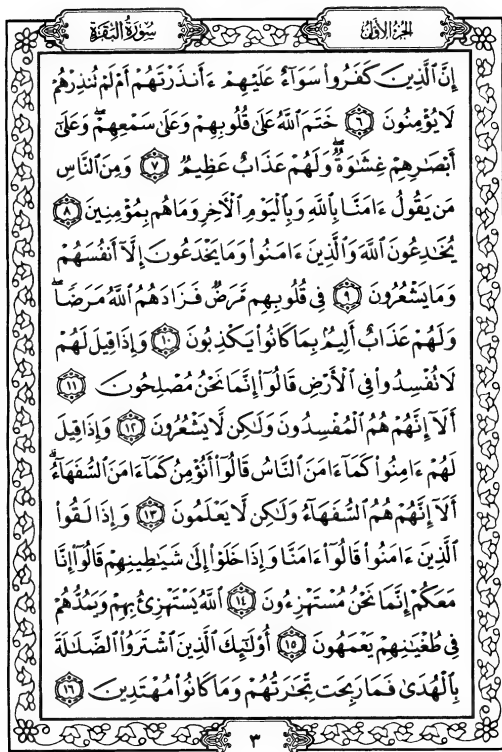 سُورَةُ البَقَرَةِ
الجُزْءُ الأَوَّلُ
إِنَّ ٱلَّذِينَ كَفَرُوا۟ سَوَآءٌ عَلَيْهِمْ ءَأَنذَرْتَهُمْ أَمْ لَمْ تُنذِرْهُمْ
لَا يُؤْمِنُونَ ٦ خَتَمَ ٱللَّهُ عَلَىٰ قُلُوبِهِمْ وَعَلَىٰ سَمْعِهِمْ ۖ وَعَلَىٰٓ
أَبْصَـٰرِهِمْ غِشَـٰوَةٌ ۖ وَلَهُمْ عَذَابٌ عَظِيمٌ ٧ وَمِنَ ٱلنَّاسِ
مَن يَقُولُ ءَامَنَّا بِٱللَّهِ وَبِٱلْيَوْمِ ٱلْـَٔاخِرِ وَمَا هُم بِمُؤْمِنِينَ ٨
يُخَـٰدِعُونَ ٱللَّهَ وَٱلَّذِينَ ءَامَنُوا۟ وَمَا يَخْدَعُونَ إِلَّآ أَنفُسَهُمْ
وَمَا يَشْعُرُونَ ٩ فِى قُلُوبِهِم مَّرَضٌ فَزَادَهُمُ ٱللَّهُ مَرَضًا ۖ
وَلَهُمْ عَذَابٌ أَلِيمٌۢ بِمَا كَانُوا۟ يَكْذِبُونَ ١٠ وَإِذَا قِيلَ لَهُمْ
لَا تُفْسِدُوا۟ فِى ٱلْأَرْضِ قَالُوٓا۟ إِنَّمَا نَحْنُ مُصْلِحُونَ ١١
أَلَآ إِنَّهُمْ هُمُ ٱلْمُفْسِدُونَ وَلَـٰكِن لَّا يَشْعُرُونَ ١٢ وَإِذَا قِيلَ
لَهُمْ ءَامِنُوا۟ كَمَآ ءَامَنَ ٱلنَّاسُ قَالُوٓا۟ أَنُؤْمِنُ كَمَآ ءَامَنَ ٱلسُّفَهَآءُ ۗ
أَلَآ إِنَّهُمْ هُمُ ٱلسُّفَهَآءُ وَلَـٰكِن لَّا يَعْلَمُونَ ١٣ وَإِذَا لَقُوا۟
ٱلَّذِينَ ءَامَنُوا۟ قَالُوٓا۟ ءَامَنَّا وَإِذَا خَلَوْا۟ إِلَىٰ شَيَـٰطِينِهِمْ قَالُوٓا۟ إِنَّا
مَعَكُمْ إِنَّمَا نَحْنُ مُسْتَهْزِءُونَ ١٤ ٱللَّهُ يَسْتَهْزِئُ بِهِمْ وَيَمُدُّهُمْ
فِى طُغْيَـٰنِهِمْ يَعْمَهُونَ ١٥ أُو۟لَـٰٓئِكَ ٱلَّذِينَ ٱشْتَرَوُا۟ ٱلضَّلَـٰلَةَ
بِٱلْهُدَىٰ فَمَا رَبِحَت تِّجَـٰرَتُهُمْ وَمَا كَانُوا۟ مُهْتَدِينَ ١٦
٣